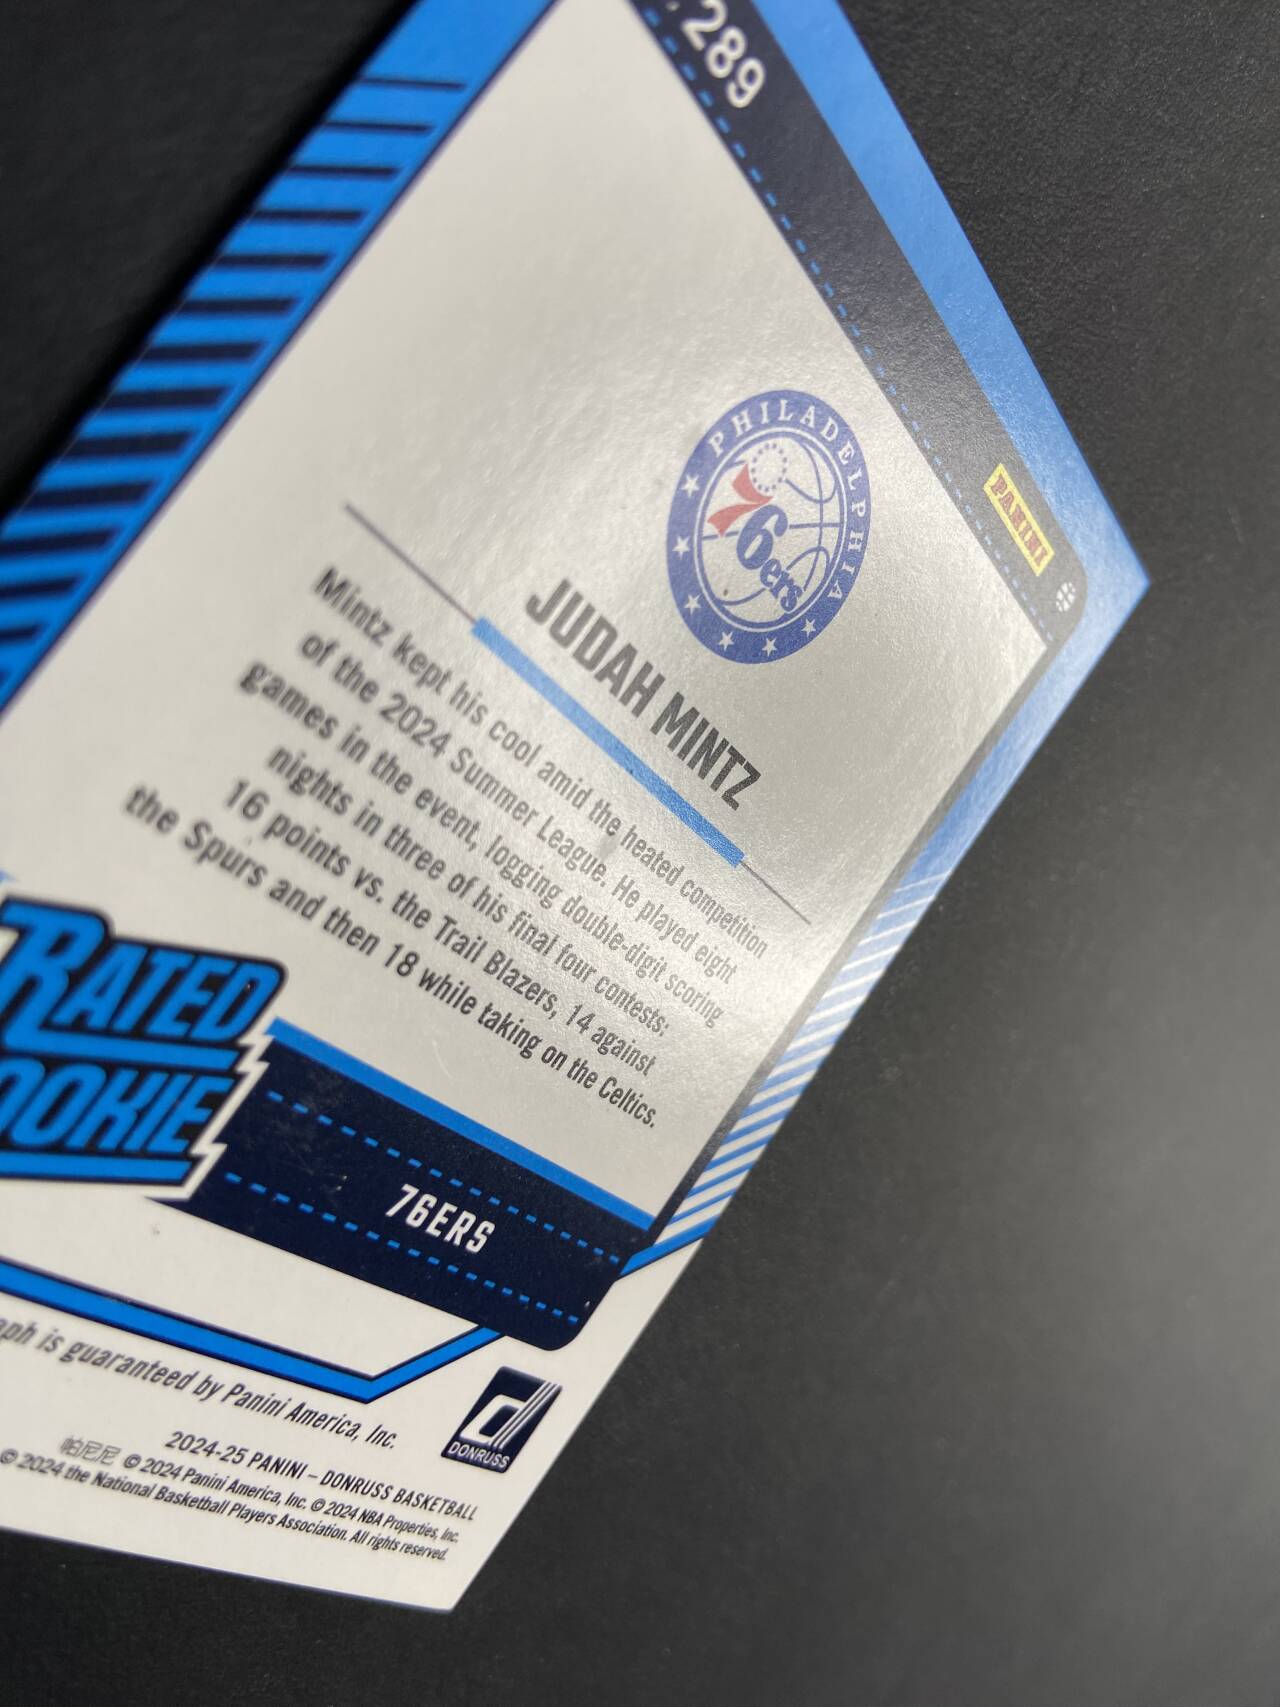 289
PANINI
PHILADELPHIA
76ers
JUDAH MINTZ
Mintz kept his cool amid the heated competition
of the 2024 Summer League. He played eight
games in the event, logging double-digit scoring
nights in three of his final four contests:
16 points vs. the Trail Blazers, 14 against
the Spurs and then 18 while taking on the Celtics.
RATED
OOKIE
76ERS
is guaranteed by Panini America, Inc.
DONRUSS
2024-25 PANINI – DONRUSS BASKETBALL
帕尼尼 © 2024 Panini America, Inc. © 2024 NBA Properties, Inc.
© 2024 the National Basketball Players Association. All rights reserved.